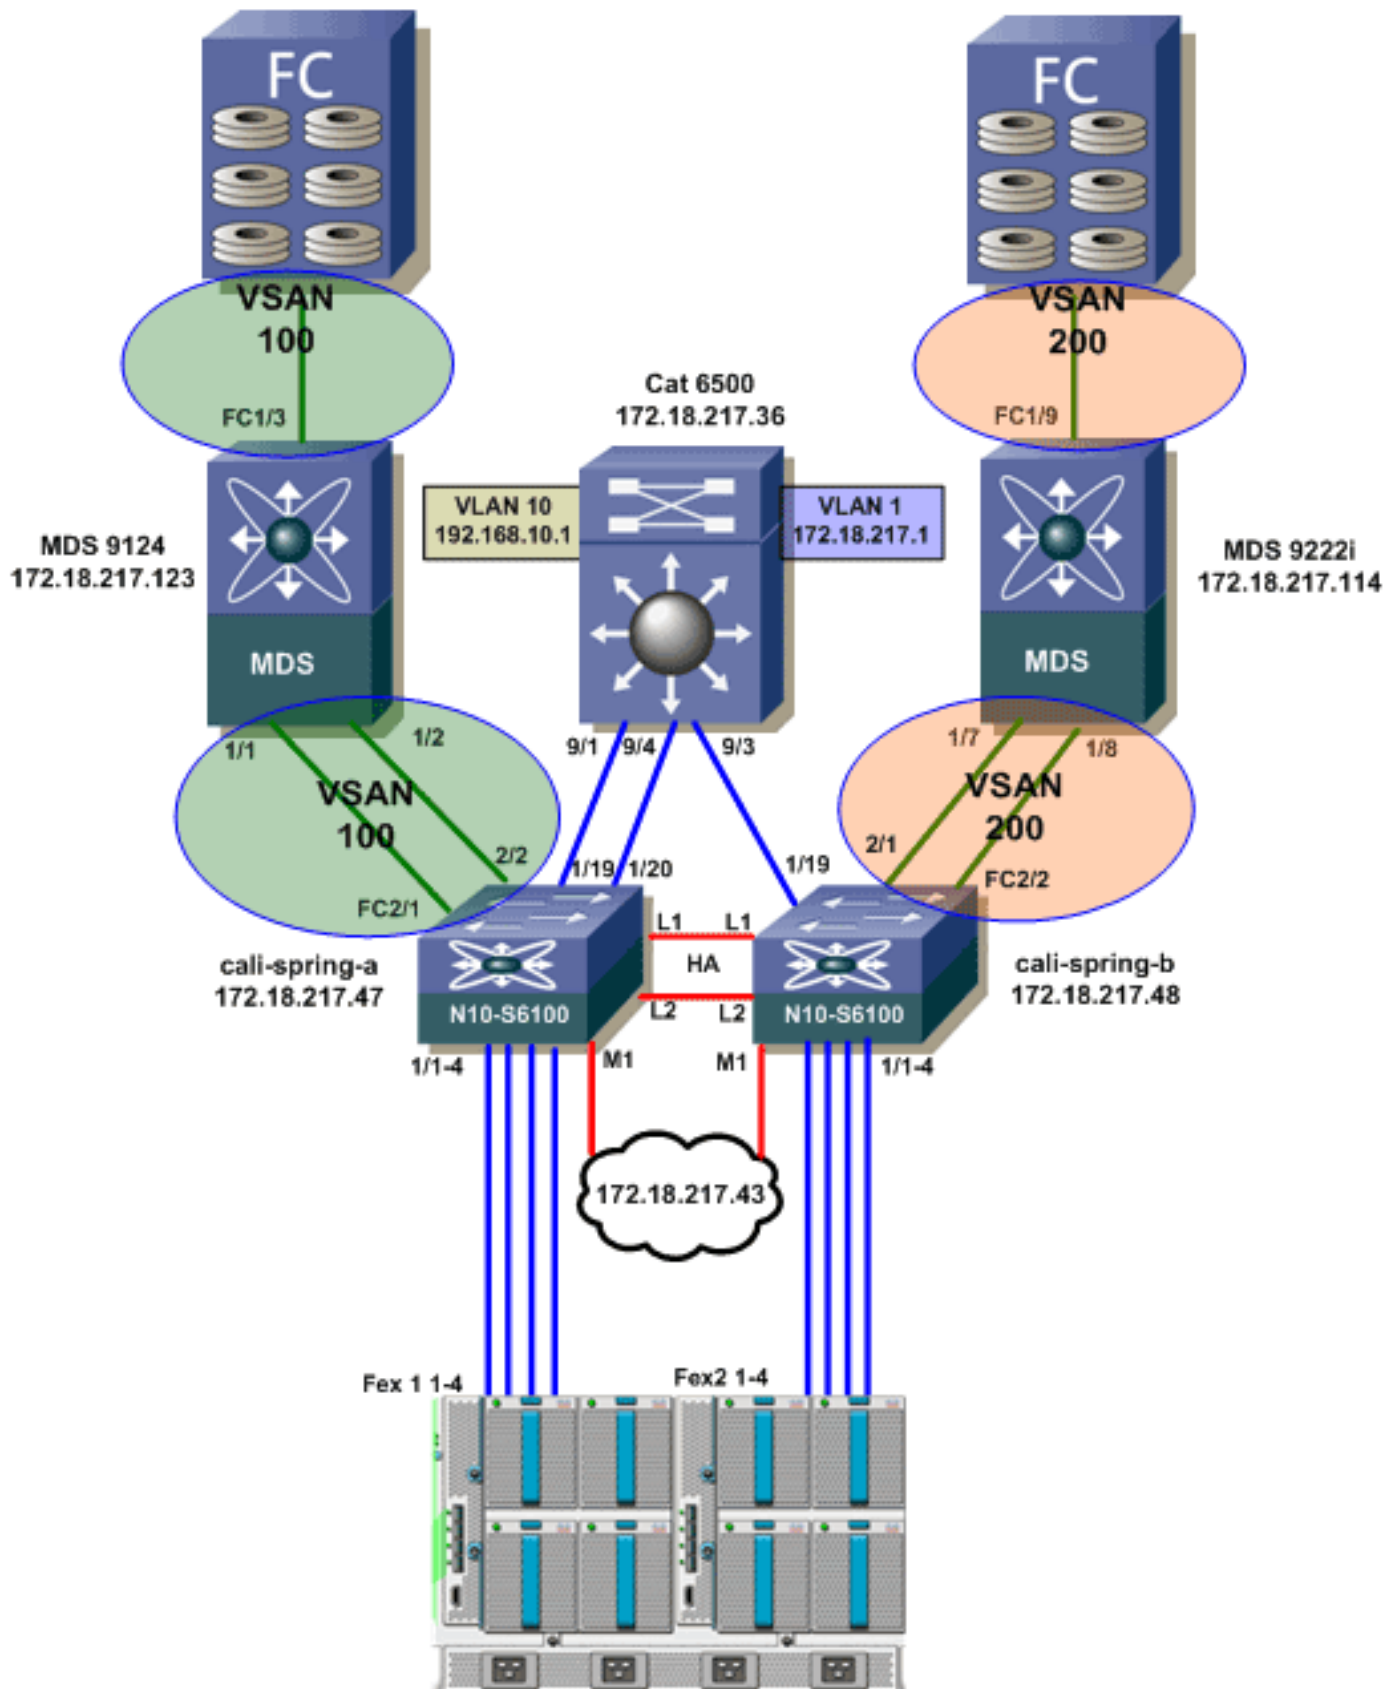 FC
FC
VSAN
100
VSAN
200
FC1/3
Cat 6500
172.18.217.36
FC1/9
VLAN 10
192.168.10.1
VLAN 1
172.18.217.1
MDS 9124
172.18.217.123
MDS 9222i
172.18.217.114
MDS
MDS
1/1
1/2
9/1
9/4
9/3
1/7
1/8
VSAN
100
VSAN
200
2/2
1/19
1/20
1/19
2/1
FC2/1
FC2/2
L1
L1
cali-spring-a
172.18.217.47
HA
cali-spring-b
172.18.217.48
N10-S6100
L2
L2
N10-S6100
1/1-4
M1
M1
1/1-4
172.18.217.43
Fex 1 1-4
Fex2 1-4